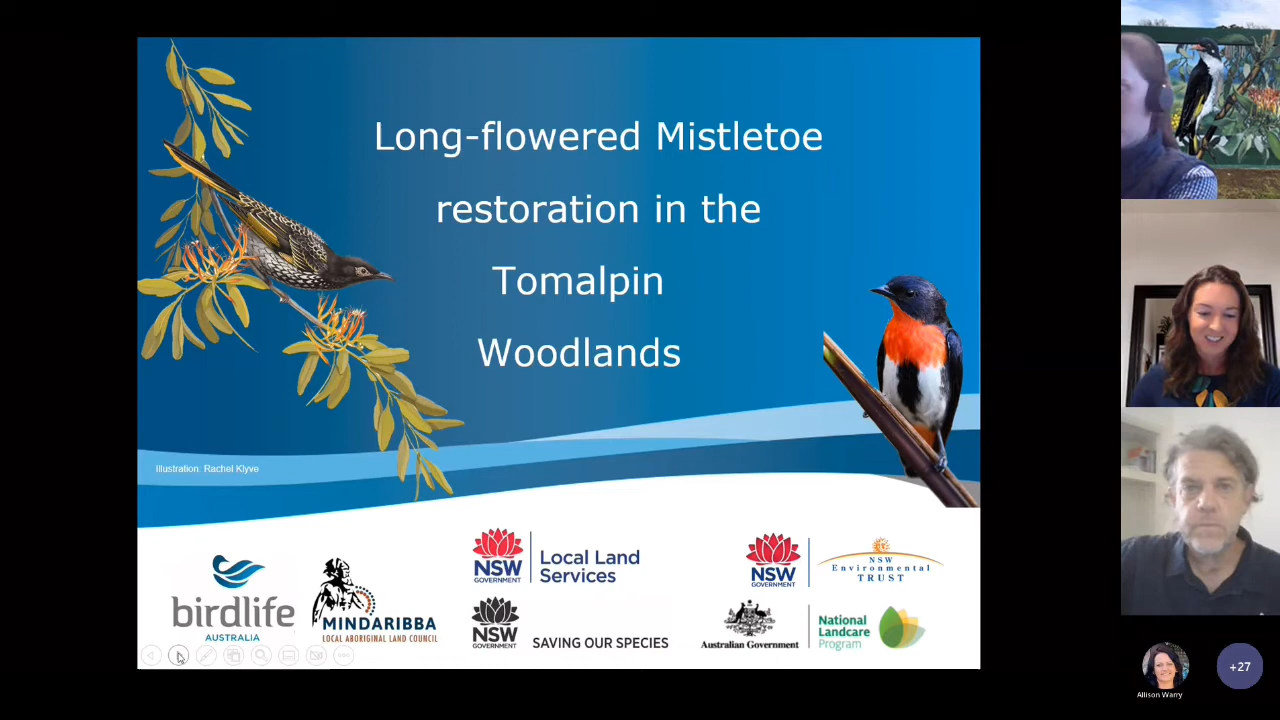 Long-flowered Mistletoe
restoration in the
Tomalpin
Woodlands
Illustration: Rachel Klyve
birdlife
AUSTRALIA
MINDARIBBA
LOCAL ABORIGINAL LAND COUNCIL
NSW
GOVERNMENT
Local Land
Services
NSW
GOVERNMENT
SAVING OUR SPECIES
NSW
GOVERNMENT
NSW
Environmental
TRUST
Australian Government
National
Landcare
Program
Allison Warry
+27